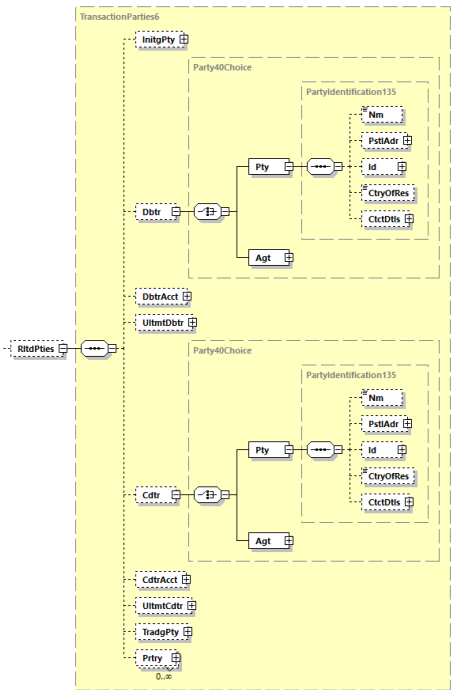 TransactionParties6
InitgPty
Party40Choice
PartyIdentification135
Nm
PstlAdr
Pty
Id
CtryOfRes
Dbtr
CtctDtls
Agt
DbtrAcct
UltmtDbtr
RltdPties
Party40Choice
PartyIdentification135
Nm
PstlAdr
Pty
Id
CtryOfRes
Cdtr
CtctDtls
Agt
CdtrAcct
UltmtCdtr
TradgPty
Prtry
0..∞